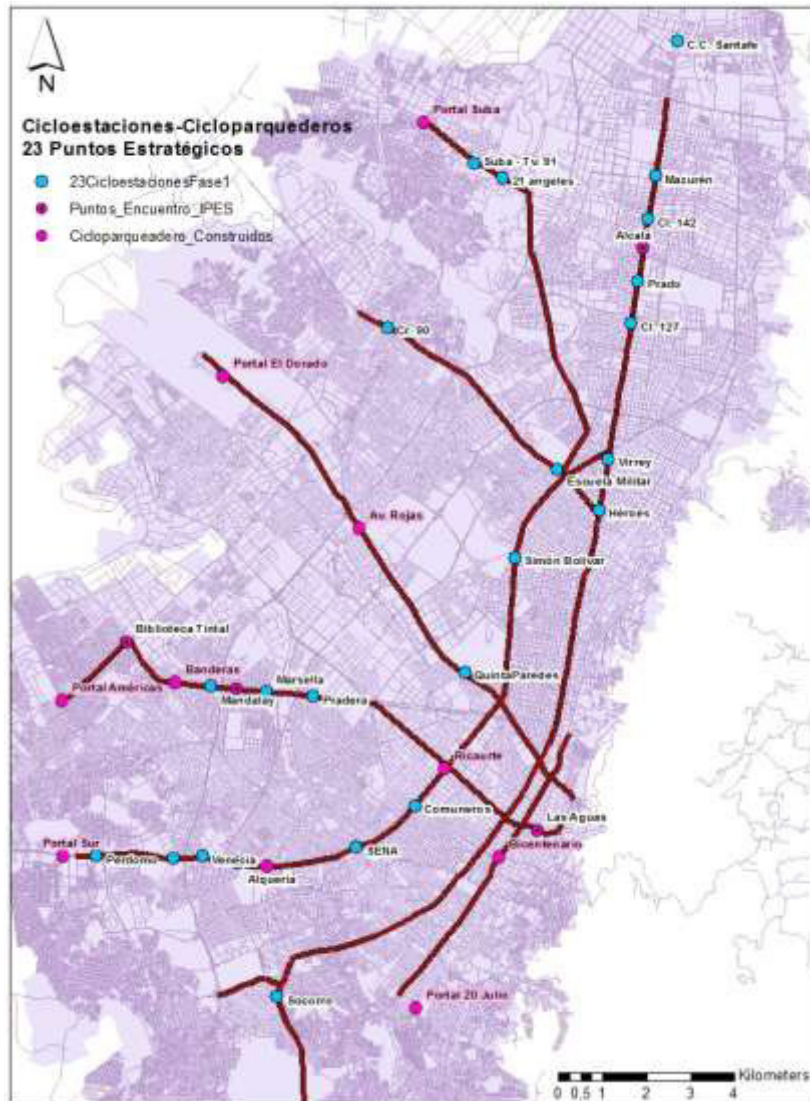 C.C. Santafe
N
Portal Suba
Cicloestaciones-Cicloparquederos
23 Puntos Estratégicos
23CicloestacionesFase1
Puntos_Encuentro_IPES
Cicloparqueadero_Construidos
Suba - Tv 91
21 angeles
Mazurén
Cl. 142
Alcalá
Prado
Cl. 127
Cr. 90
Portal El Dorado
Virrey
Escuela Militar
Héroes
Av. Rojas
Simón Bolívar
Biblioteca Tintal
QuintaParedes
Banderas
Marsella
Portal Américas
Mandalay
Pradera
Ricaurte
Comuneros
Las Aguas
Portal Sur
Perdomo
Venecia
SENA
Bicentenario
Alquería
Socorro
Portal 20 Julio
Kilometers
0 0,5 1 2 3 4